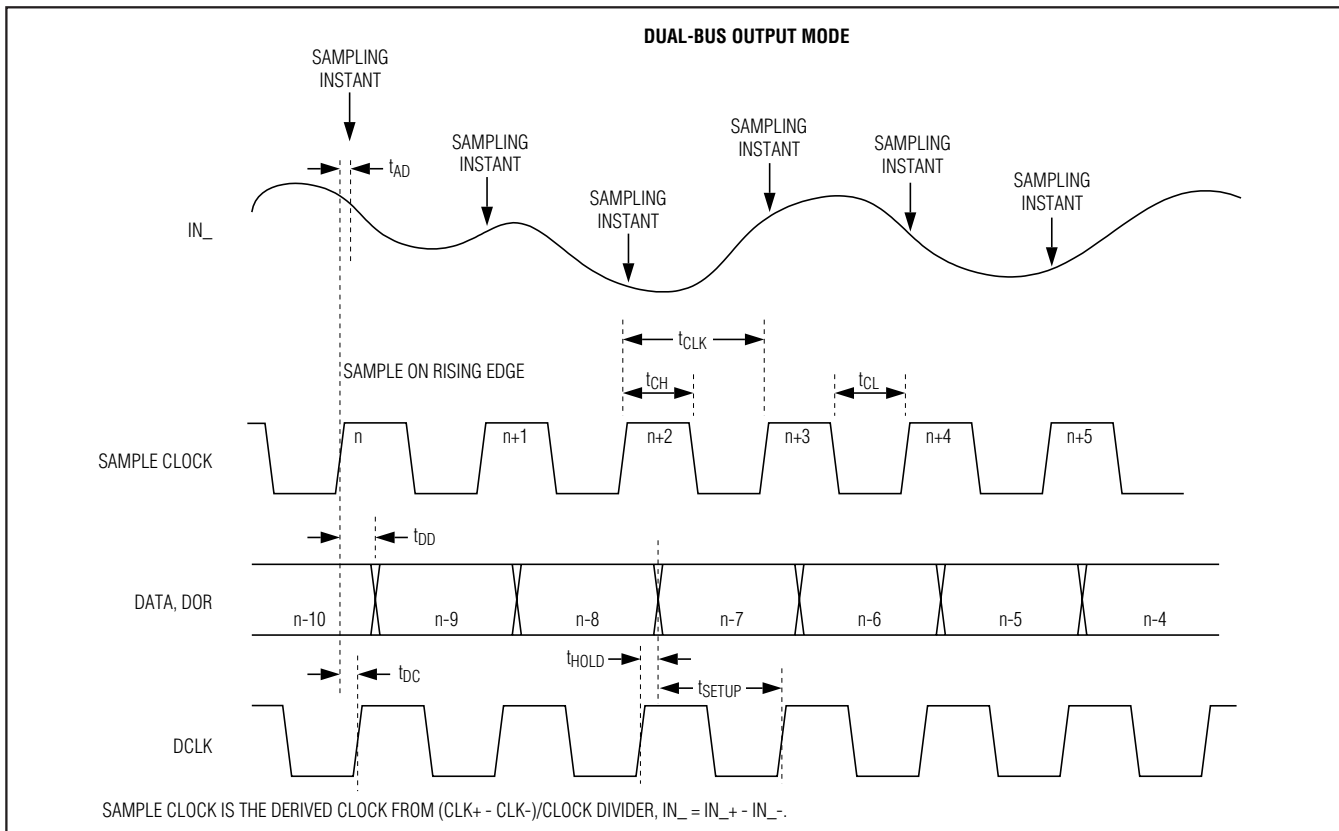 DUAL-BUS OUTPUT MODE
SAMPLING
INSTANT
SAMPLING
INSTANT
SAMPLING
INSTANT
SAMPLING
INSTANT
SAMPLING
INSTANT
SAMPLING
INSTANT
tAD
IN_
tCLK
SAMPLE ON RISING EDGE
tCH
tCL
SAMPLE CLOCK
n
n+1
n+2
n+3
n+4
n+5
tDD
DATA, DOR
n-10
n-9
n-8
n-7
n-6
n-5
n-4
tHOLD
tDC
tSETUP
DCLK
SAMPLE CLOCK IS THE DERIVED CLOCK FROM (CLK+ - CLK-)/CLOCK DIVIDER, IN_ = IN_+ - IN_-.